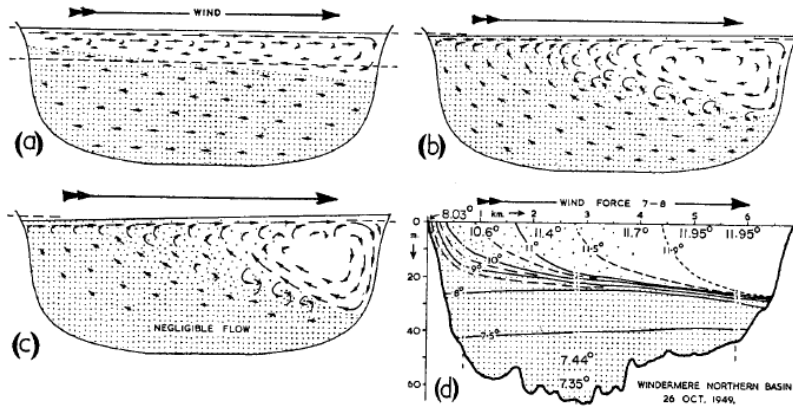 WIND
(a)
(b)
(c)
NEGLIGIBLE FLOW
WIND FORCE 7-8
8.03° 1 km. 2 3 4 5 6
0
m.
10.6° 11.4° 11.7° 11.95° 11.95°
9° 10° 11° 11.5° 11.9°
20
8°
40
7.5°
7.44°
7.35°
60
(d)
WINDERMERE NORTHERN BASIN
26 OCT. 1949.